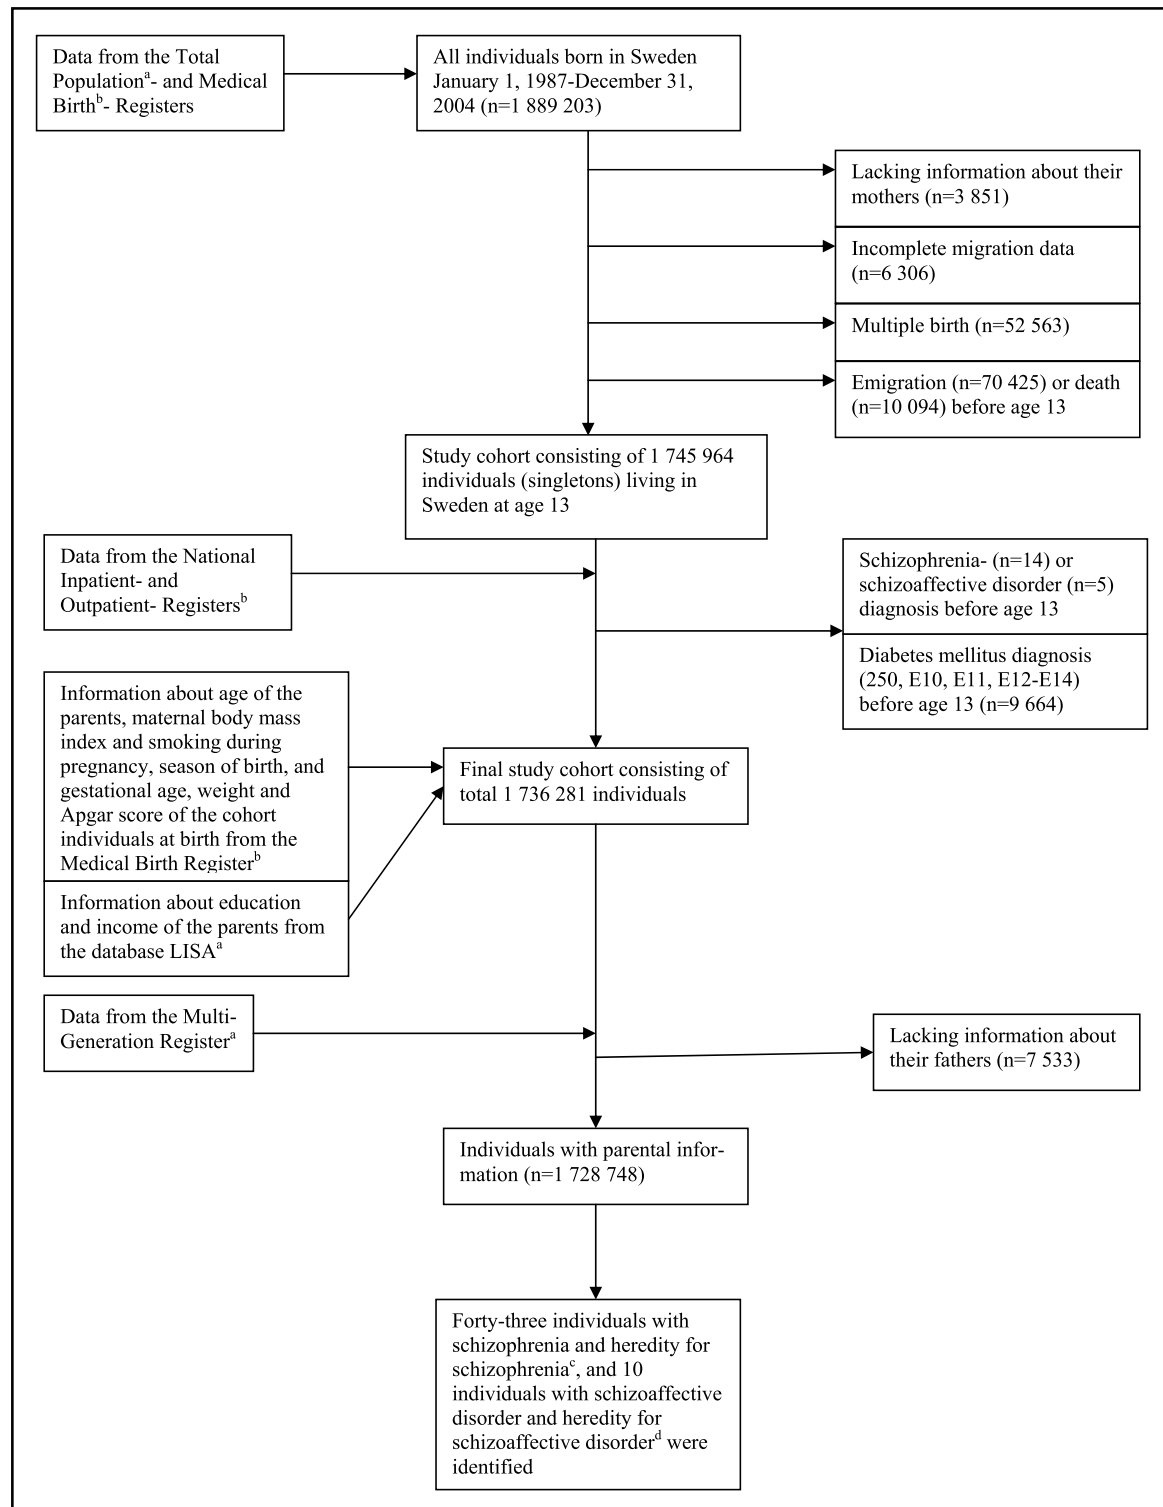 Data from the Total
Populationᵃ- and Medical
Birthᵇ- Registers
All individuals born in Sweden
January 1, 1987-December 31,
2004 (n=1 889 203)
Lacking information about their
mothers (n=3 851)
Incomplete migration data
(n=6 306)
Multiple birth (n=52 563)
Emigration (n=70 425) or death
(n=10 094) before age 13
Study cohort consisting of 1 745 964
individuals (singletons) living in
Sweden at age 13
Data from the National
Inpatient- and
Outpatient- Registersᵇ
Schizophrenia- (n=14) or
schizoaffective disorder (n=5)
diagnosis before age 13
Diabetes mellitus diagnosis
(250, E10, E11, E12-E14)
before age 13 (n=9 664)
Information about age of the
parents, maternal body mass
index and smoking during
pregnancy, season of birth, and
gestational age, weight and
Apgar score of the cohort
individuals at birth from the
Medical Birth Registerᵇ
Final study cohort consisting of
total 1 736 281 individuals
Information about education
and income of the parents from
the database LISAᵃ
Data from the Multi-
Generation Registerᵃ
Lacking information about
their fathers (n=7 533)
Individuals with parental infor-
mation (n=1 728 748)
Forty-three individuals with
schizophrenia and heredity for
schizophreniaᶜ, and 10
individuals with schizoaffective
disorder and heredity for
schizoaffective disorderᵈ were
identified